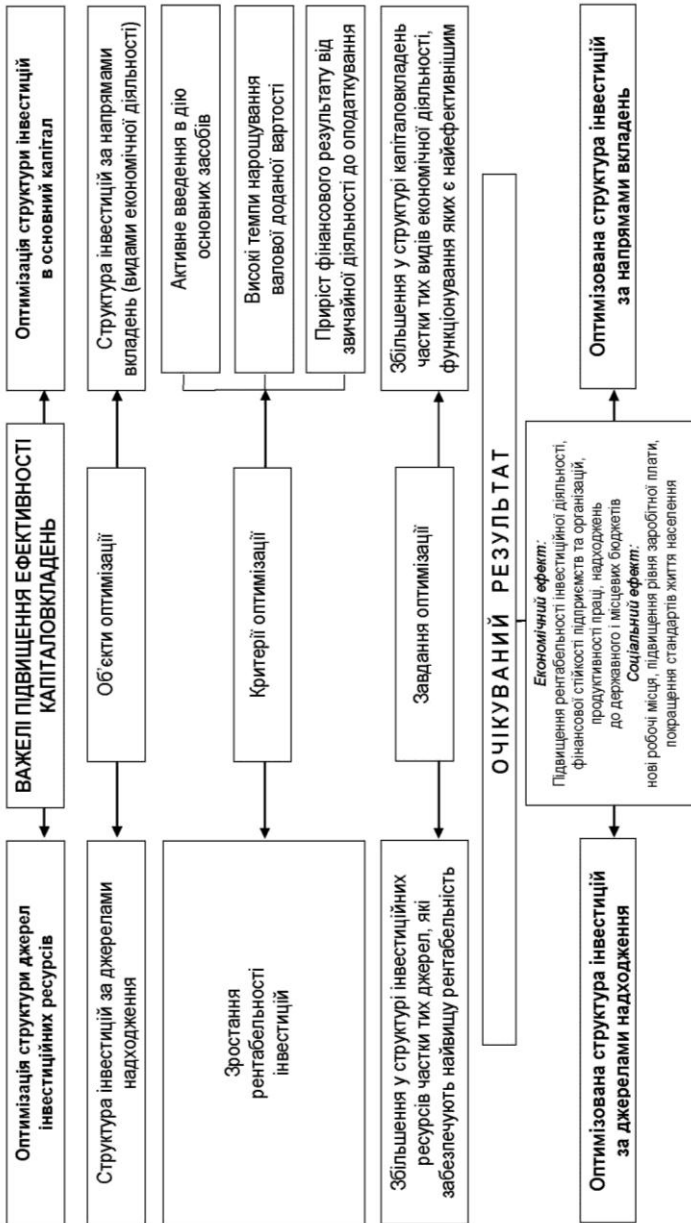 ВАЖЕЛІ ПІДВИЩЕННЯ ЕФЕКТИВНОСТІ
КАПІТАЛОВКЛАДЕНЬ
Оптимізація структури джерел
інвестиційних ресурсів
Оптимізація структури інвестицій
в основний капітал
Структура інвестицій за джерелами
надходження
Об'єкти оптимізації
Структура інвестицій за напрямами
вкладень (видами економічної діяльності)
Зростання
рентабельності
інвестицій
Критерії оптимізації
Активне введення в дію
основних засобів
Високі темпи нарощування
валової доданої вартості
Приріст фінансового результату від
звичайної діяльності до оподаткування
Збільшення у структурі інвестиційних
ресурсів частки тих джерел, які
забезпечують найвищу рентабельність
Завдання оптимізації
Збільшення у структурі капіталовкладень
частки тих видів економічної діяльності,
функціонування яких є найефективнішим
ОЧІКУВАНИЙ РЕЗУЛЬТАТ
Оптимізована структура інвестицій
за джерелами надходження
Економічний ефект:
Підвищення рентабельності інвестиційної діяльності,
фінансової стійкості підприємств та організацій,
продуктивності праці, надходжень
до державного і місцевих бюджетів
Соціальний ефект:
нові робочі місця, підвищення рівня заробітної плати,
покращення стандартів життя населення
Оптимізована структура інвестицій
за напрямами вкладень